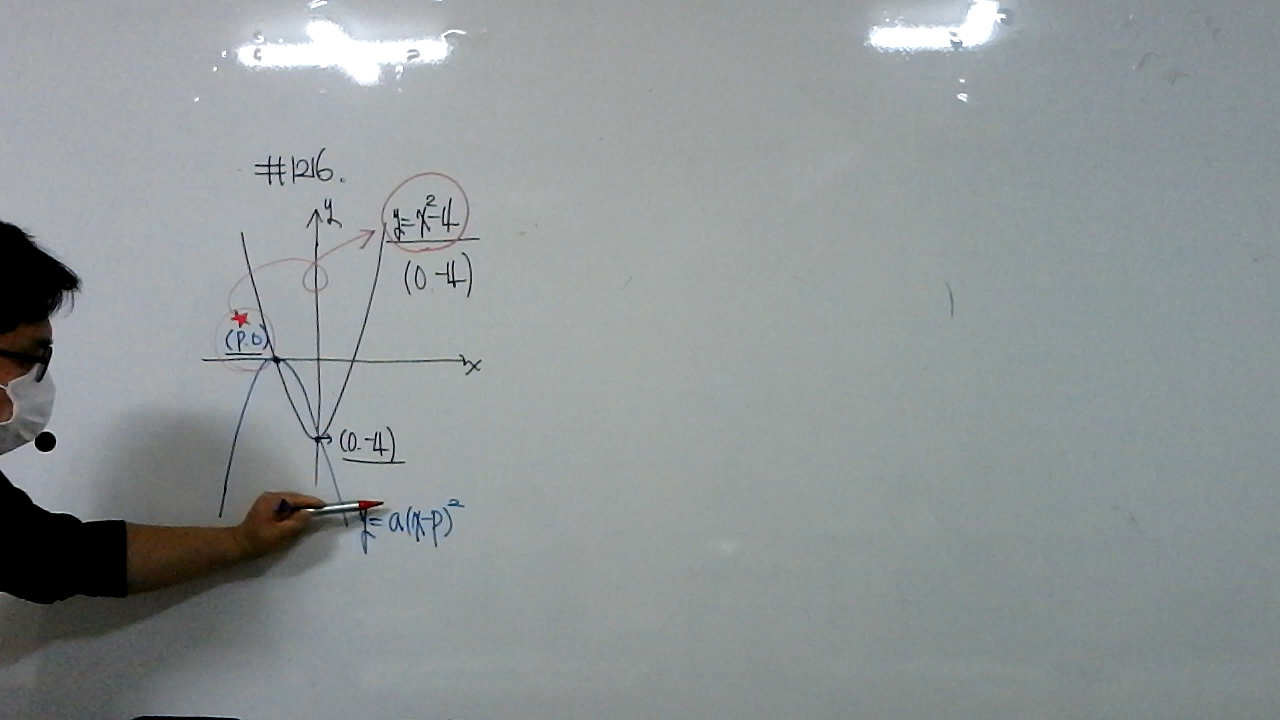 #1216.
y
y=x²-4
(0.-4)
(p.0)
x
(0.-4)
y=a(x-p)²